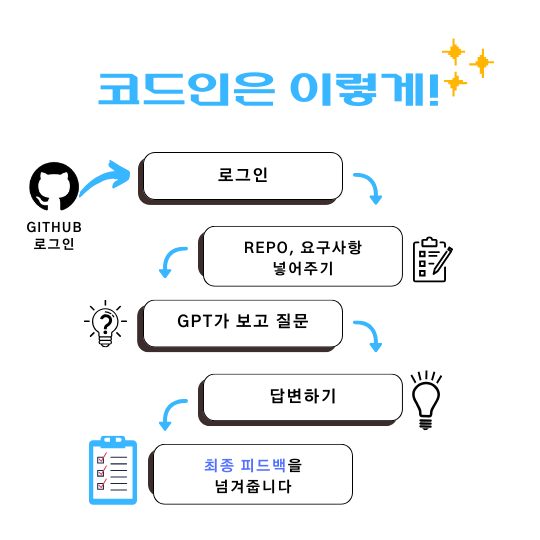 코드인은 이렇게!
로그인
GITHUB
로그인
REPO, 요구사항
넣어주기
GPT가 보고 질문
답변하기
최종 피드백을
넘겨줍니다